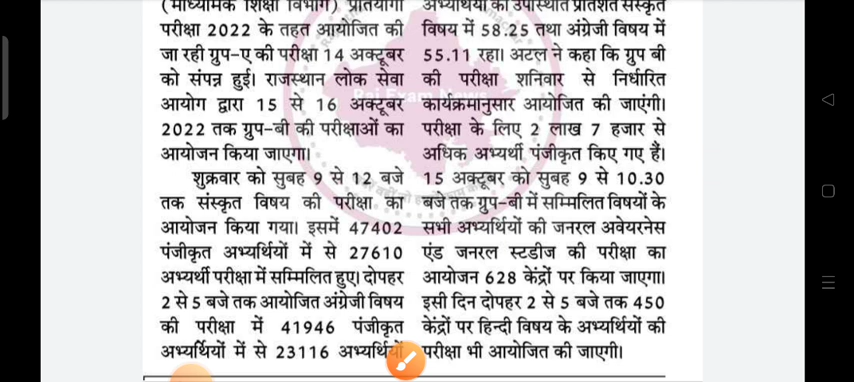 (माध्यमिक शिक्षा विभाग) प्रतियोगी
परीक्षा 2022 के तहत आयोजित की
जा रही ग्रुप-ए की परीक्षा 14 अक्टूबर
को संपन्न हुई। राजस्थान लोक सेवा
आयोग द्वारा 15 से 16 अक्टूबर
2022 तक ग्रुप-बी की परीक्षाओं का
आयोजन किया जाएगा।
शुक्रवार को सुबह 9 से 12 बजे
तक संस्कृत विषय की परीक्षा का
आयोजन किया गया। इसमें 47402
पंजीकृत अभ्यर्थियों में से 27610
अभ्यर्थी परीक्षा में सम्मिलित हुए। दोपहर
2 से 5 बजे तक आयोजित अंग्रेजी विषय
की परीक्षा में 41946 पंजीकृत
अभ्यर्थियों में से 23116 अभ्यर्थियों
अभ्यर्थियों की उपस्थिति प्रतिशत संस्कृत
विषय में 58.25 तथा अंग्रेजी विषय में
55.11 रहा। अटल ने कहा कि ग्रुप बी
की परीक्षा शनिवार से निर्धारित
कार्यक्रमानुसार आयोजित की जाएंगी।
परीक्षा के लिए 2 लाख 7 हजार से
अधिक अभ्यर्थी पंजीकृत किए गए हैं।
15 अक्टूबर को सुबह 9 से 10.30
बजे तक ग्रुप-बी में सम्मिलित विषयों के
सभी अभ्यर्थियों की जनरल अवेयरनेस
एंड जनरल स्टडीज की परीक्षा का
आयोजन 628 केंद्रों पर किया जाएगा।
इसी दिन दोपहर 2 से 5 बजे तक 450
केंद्रों पर हिन्दी विषय के अभ्यर्थियों की
परीक्षा भी आयोजित की जाएगी।
Raj Exam News